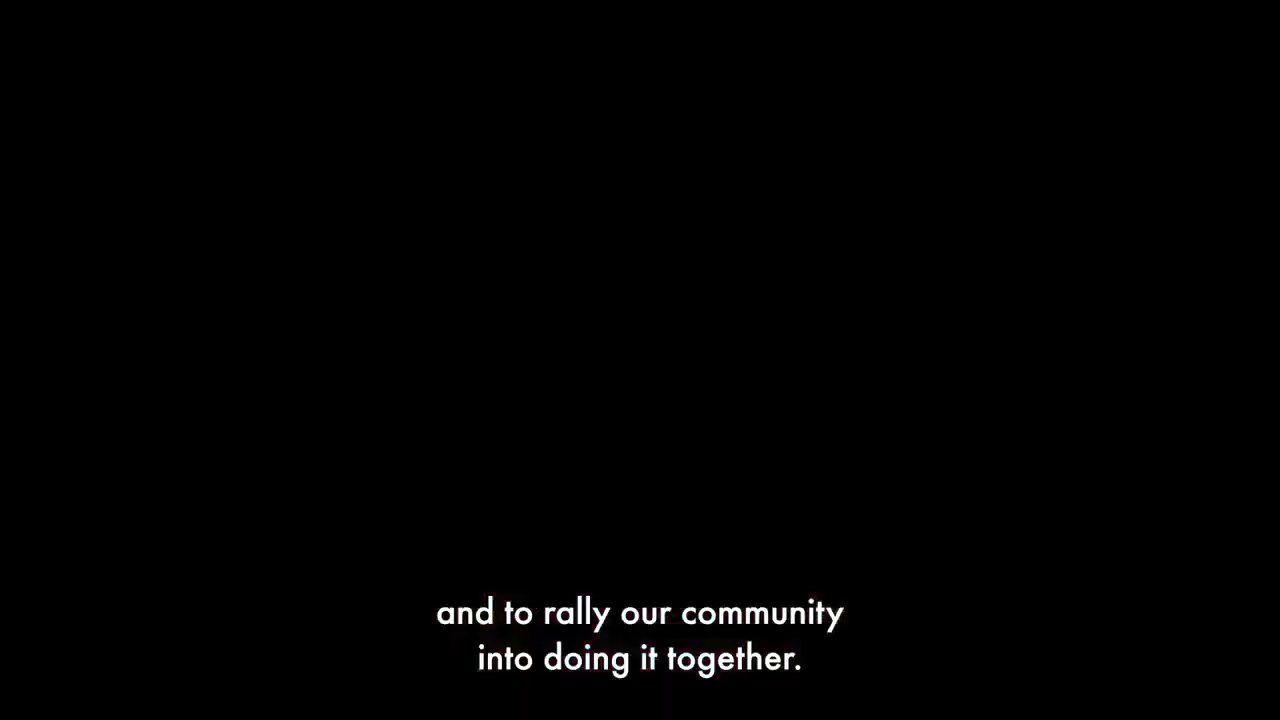 and to rally our community
into doing it together.